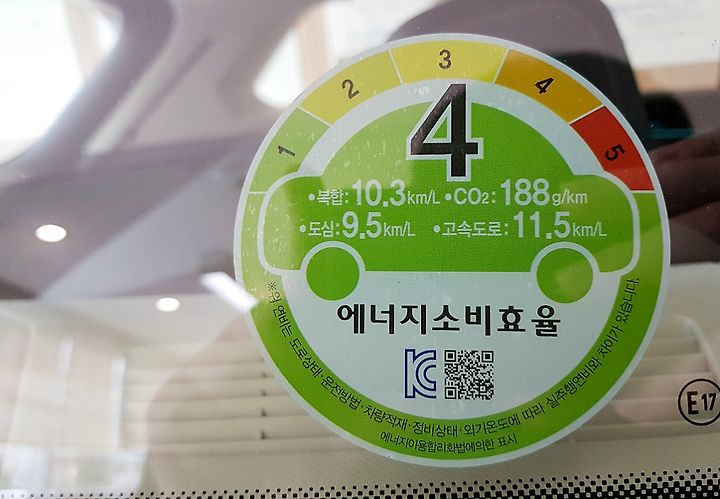 1
2
3
4
5
4
•복합: 10.3km/L •CO2: 188g/km
•도심: 9.5km/L •고속도로: 11.5km/L
에너지소비효율
KC
※위 연비는 도로상태·운전방법·차량적재·정비상태·외기온도에 따라 실주행연비와 차이가 있습니다.
에너지이용합리화법에의한 표시
E17